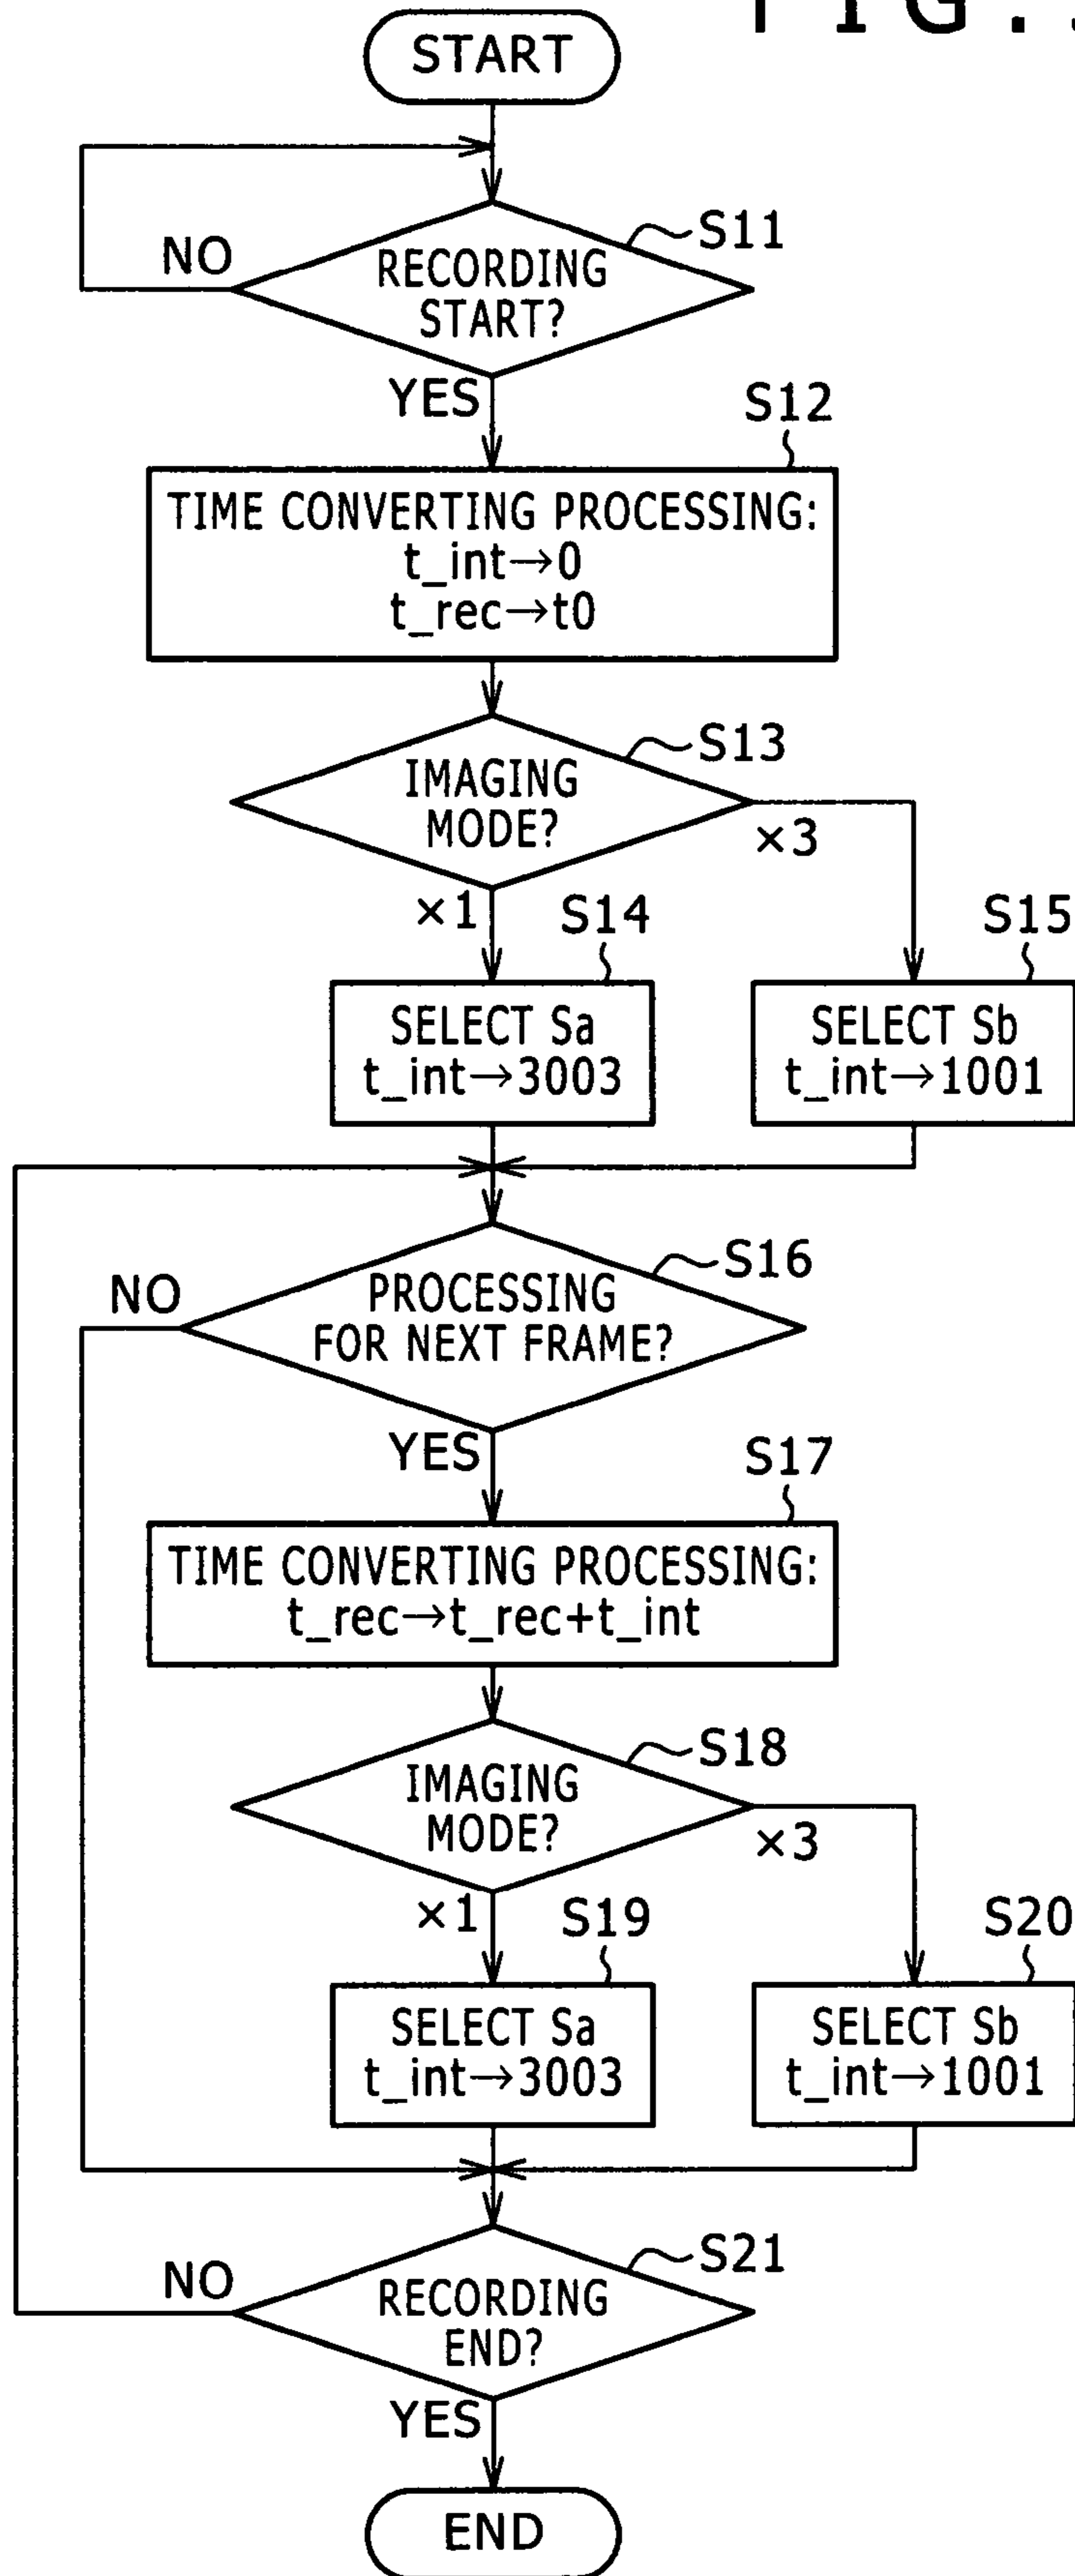 FIG.
START
S11
NO
RECORDING
START?
YES
S12
TIME CONVERTING PROCESSING:
t_int→0
t_rec→t0
S13
IMAGING
MODE?
×3
×1
S14
S15
SELECT Sa
t_int→3003
SELECT Sb
t_int→1001
S16
NO
PROCESSING
FOR NEXT FRAME?
YES
S17
TIME CONVERTING PROCESSING:
t_rec→t_rec+t_int
S18
IMAGING
MODE?
×3
×1
S19
S20
SELECT Sa
t_int→3003
SELECT Sb
t_int→1001
S21
NO
RECORDING
END?
YES
END